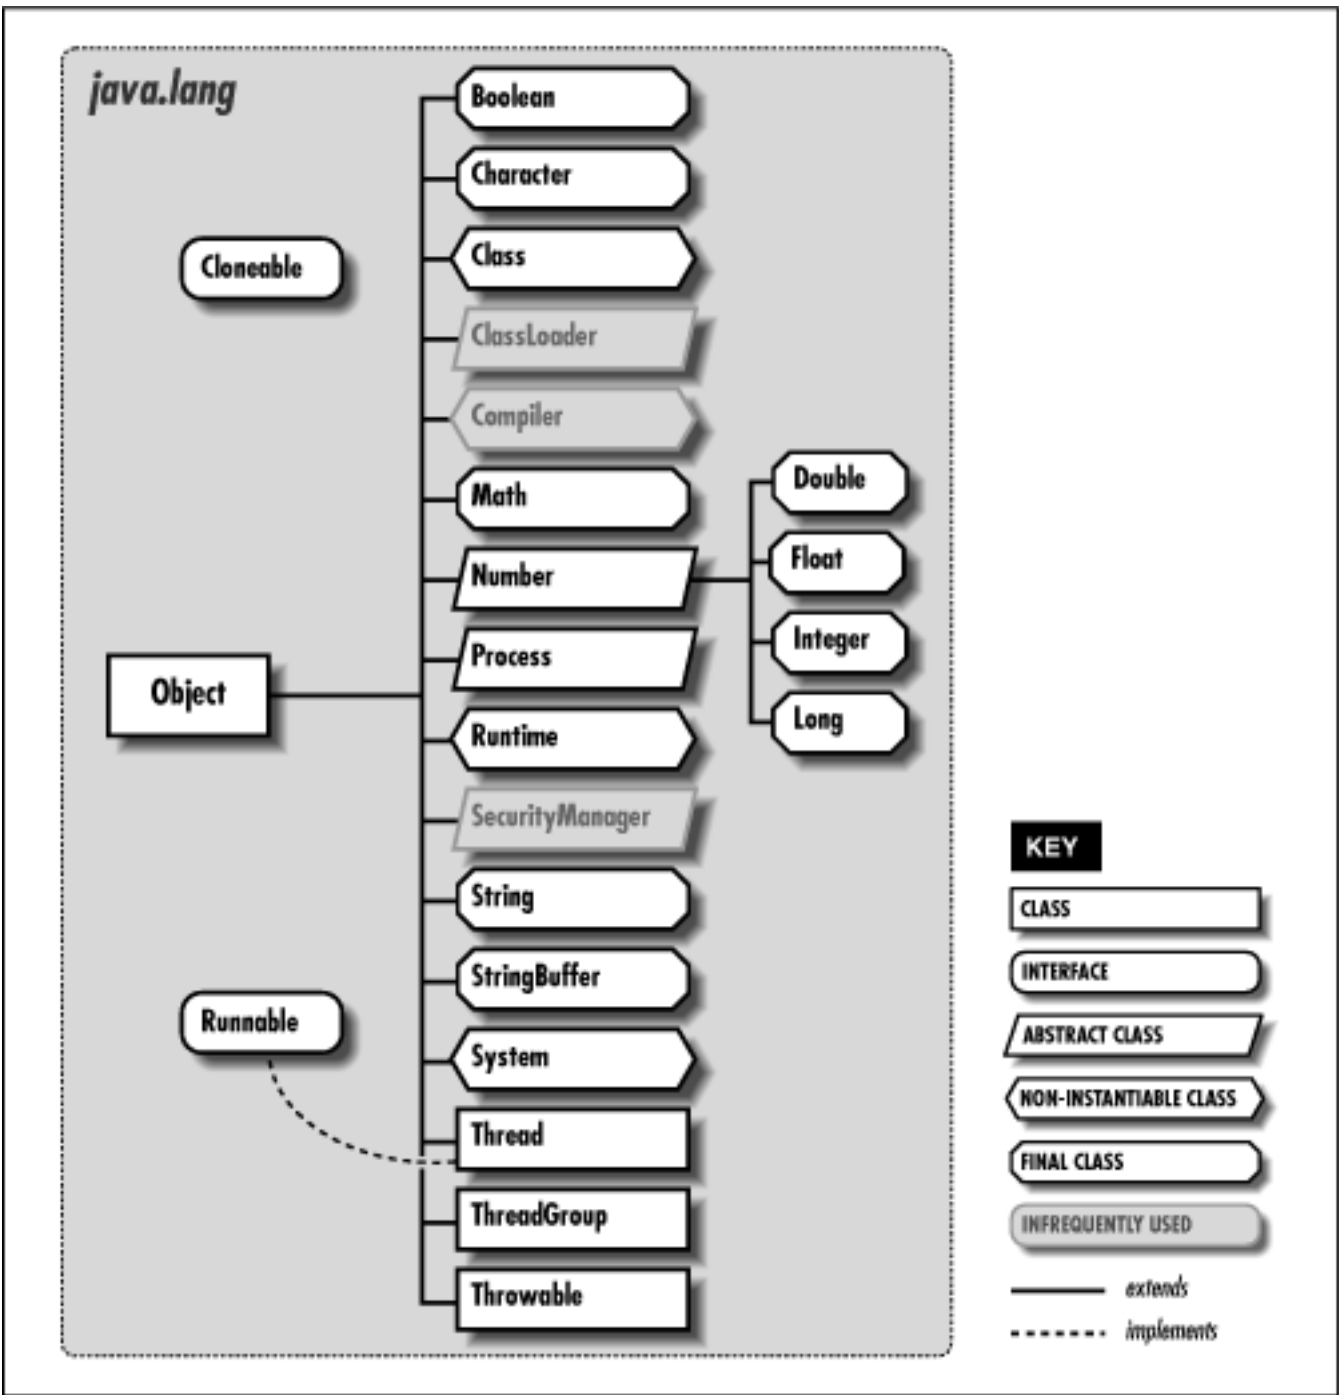 java.lang
Boolean
Character
Cloneable
Class
ClassLoader
Compiler
Math
Number
Double
Float
Integer
Long
Process
Object
Runtime
SecurityManager
String
StringBuffer
Runnable
System
Thread
ThreadGroup
Throwable
KEY
CLASS
INTERFACE
ABSTRACT CLASS
NON-INSTANTIABLE CLASS
FINAL CLASS
INFREQUENTLY USED
extends
implements